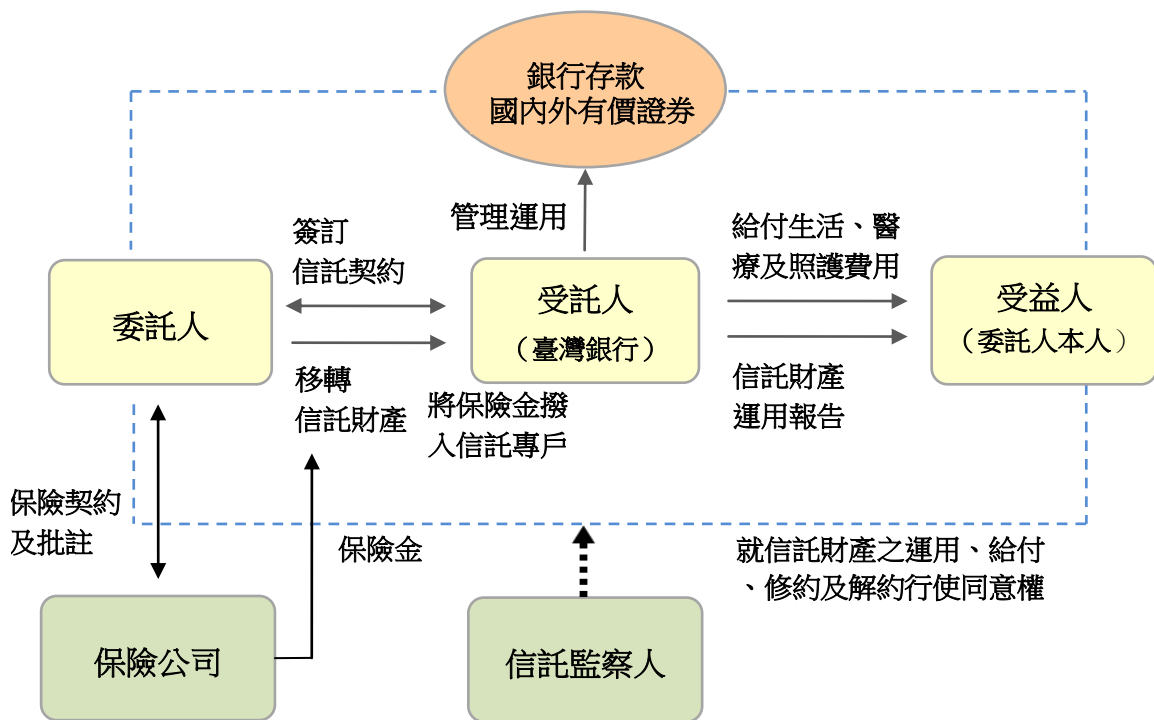 銀行存款
國內外有價證券
管理運用
簽訂
信託契約
給付生活、醫
療及照護費用
委託人
受託人
（臺灣銀行）
受益人
（委託人本人）
移轉
信託財產
將保險金撥
入信託專戶
信託財產
運用報告
保險契約
及批註
保險金
就信託財產之運用、給付
、修約及解約行使同意權
保險公司
信託監察人